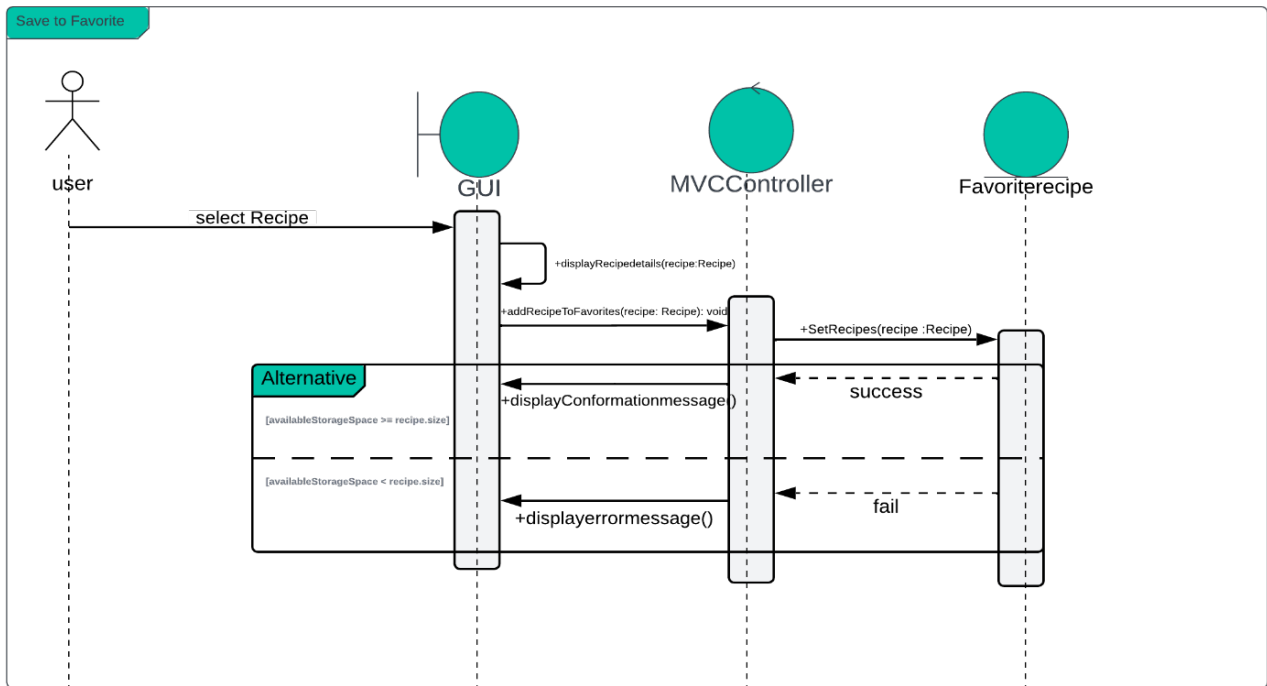 Save to Favorite
user
GUI
MVCController
Favoriterecipe
select Recipe
+displayRecipedetails(recipe:Recipe)
+addRecipeToFavorites(recipe: Recipe): void
+SetRecipes(recipe :Recipe)
Alternative
success
+displayConformationmessage()
[availableStorageSpace >= recipe.size]
[availableStorageSpace < recipe.size]
fail
+displayerrormessage()